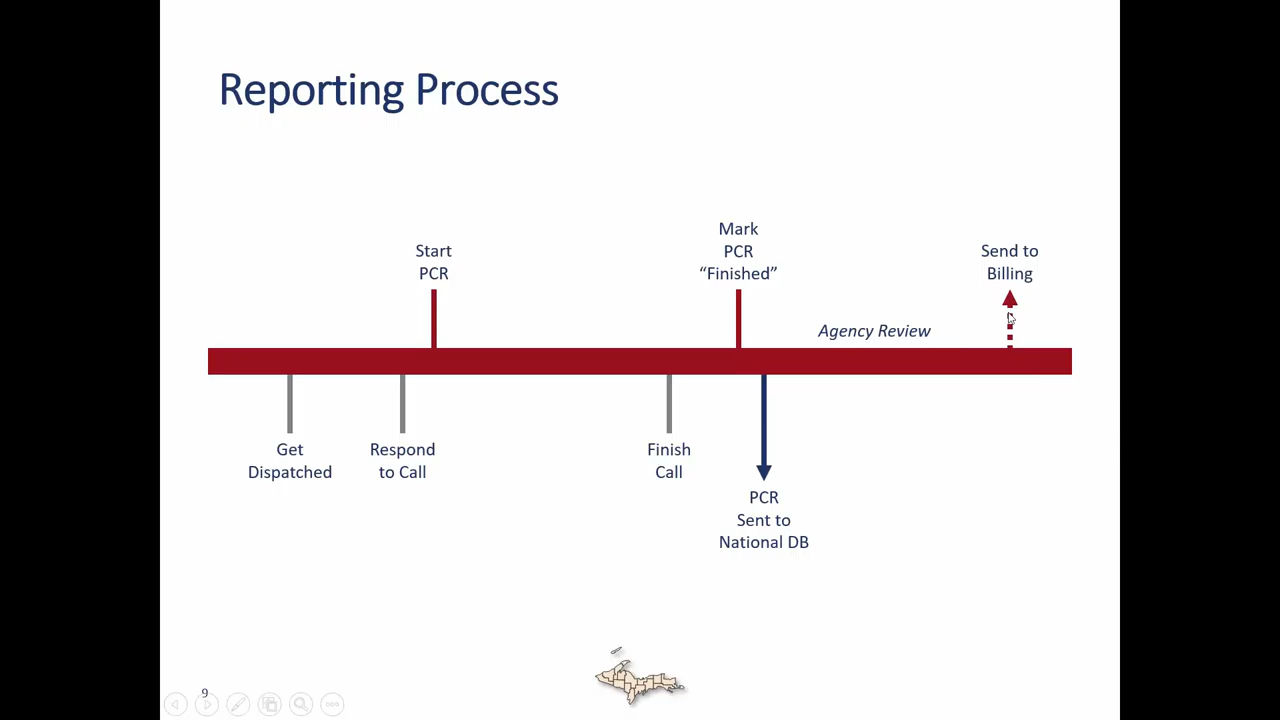 Reporting Process
Start
PCR
Mark
PCR
“Finished”
Send to
Billing
Agency Review
Get
Dispatched
Respond
to Call
Finish
Call
PCR
Sent to
National DB
9